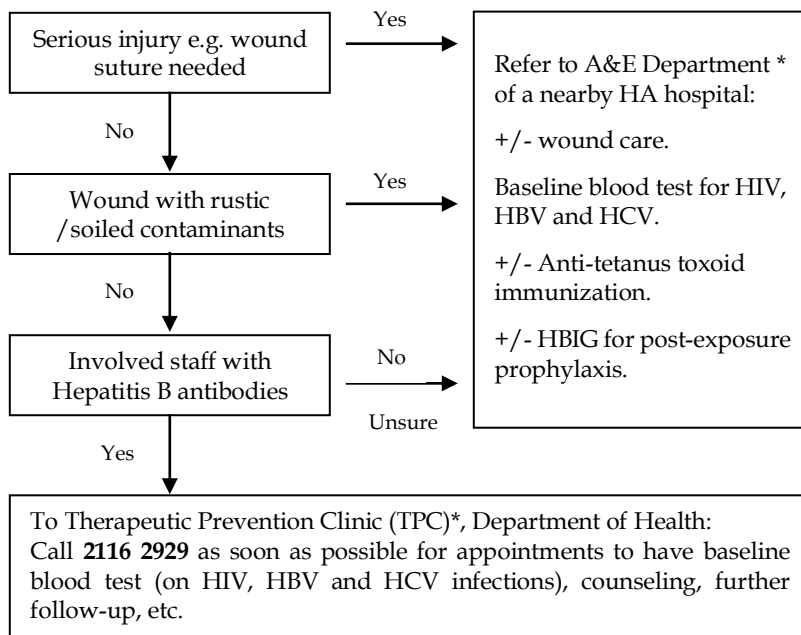 Serious injury e.g. wound
suture needed
Yes
No
Refer to A&E Department *
of a nearby HA hospital:
+/- wound care.
Baseline blood test for HIV,
HBV and HCV.
+/- Anti-tetanus toxoid
immunization.
+/- HBIG for post-exposure
prophylaxis.
Wound with rustic
/soiled contaminants
Yes
No
Involved staff with
Hepatitis B antibodies
No
Unsure
Yes
To Therapeutic Prevention Clinic (TPC)*, Department of Health:
Call 2116 2929 as soon as possible for appointments to have baseline
blood test (on HIV, HBV and HCV infections), counseling, further
follow-up, etc.